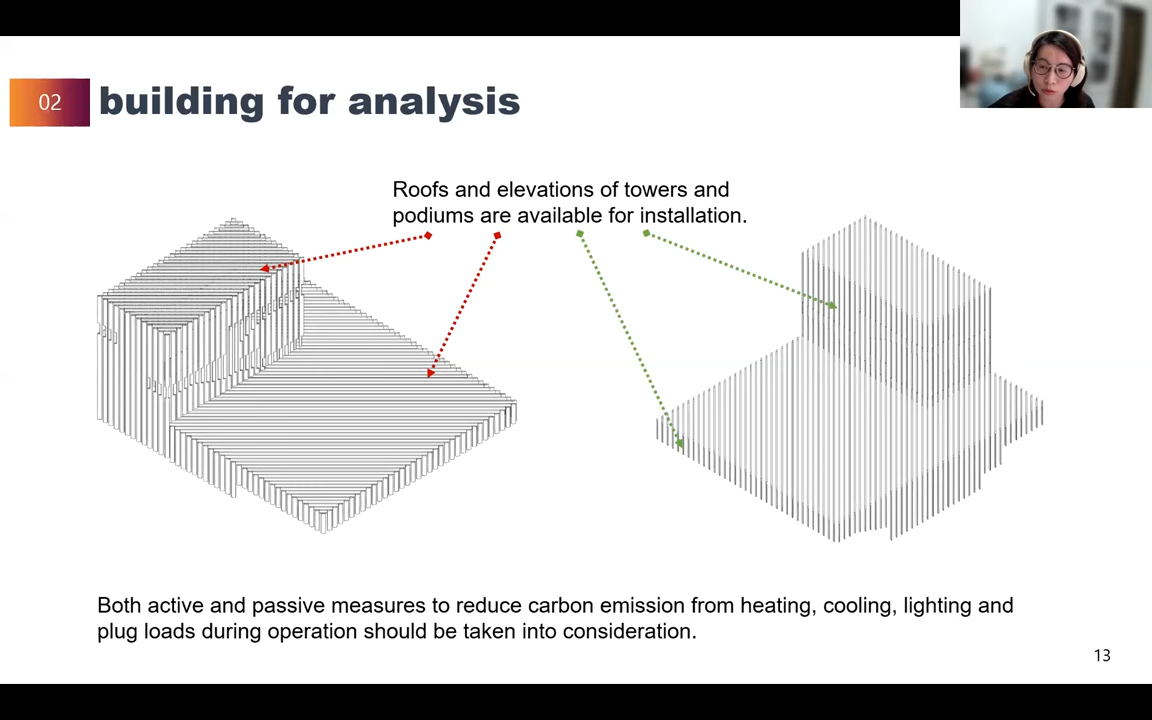 02
building for analysis
Roofs and elevations of towers and
podiums are available for installation.
Both active and passive measures to reduce carbon emission from heating, cooling, lighting and
plug loads during operation should be taken into consideration.
13